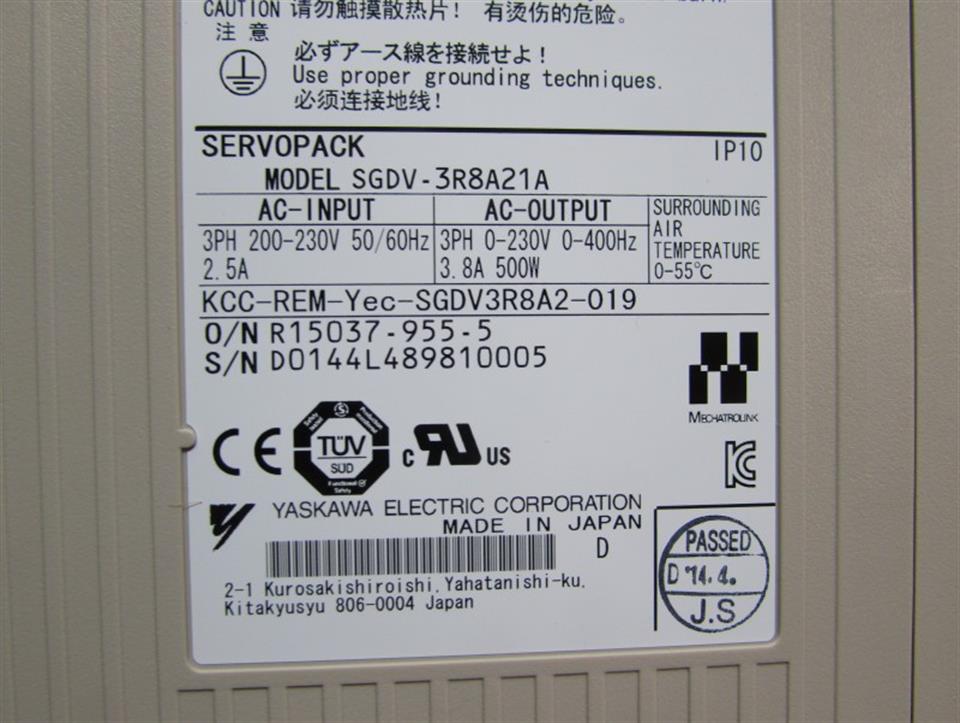 CAUTION 请勿触摸散热片! 有烫伤的危险。
注 意
必ずアース線を接続せよ!
Use proper grounding techniques.
必须连接地线!
SERVOPACK IP10
MODEL SGDV-3R8A21A
AC-INPUT AC-OUTPUT SURROUNDING
AIR
TEMPERATURE
0-55℃
3PH 200-230V 50/60Hz 3PH 0-230V 0-400Hz
2.5A 3.8A 500W
KCC-REM-Yec-SGDV3R8A2-019
O/N R15037-955-5
S/N D0144L489810005
MECHATROLINK
CE
TÜV
SÜD
Functional
Safety
c RU US
KC
YASKAWA ELECTRIC CORPORATION
MADE IN JAPAN
D
2-1 Kurosakishiroishi, Yahatanishi-ku,
Kitakyusyu 806-0004 Japan
PASSED
D '14.4.
J.S